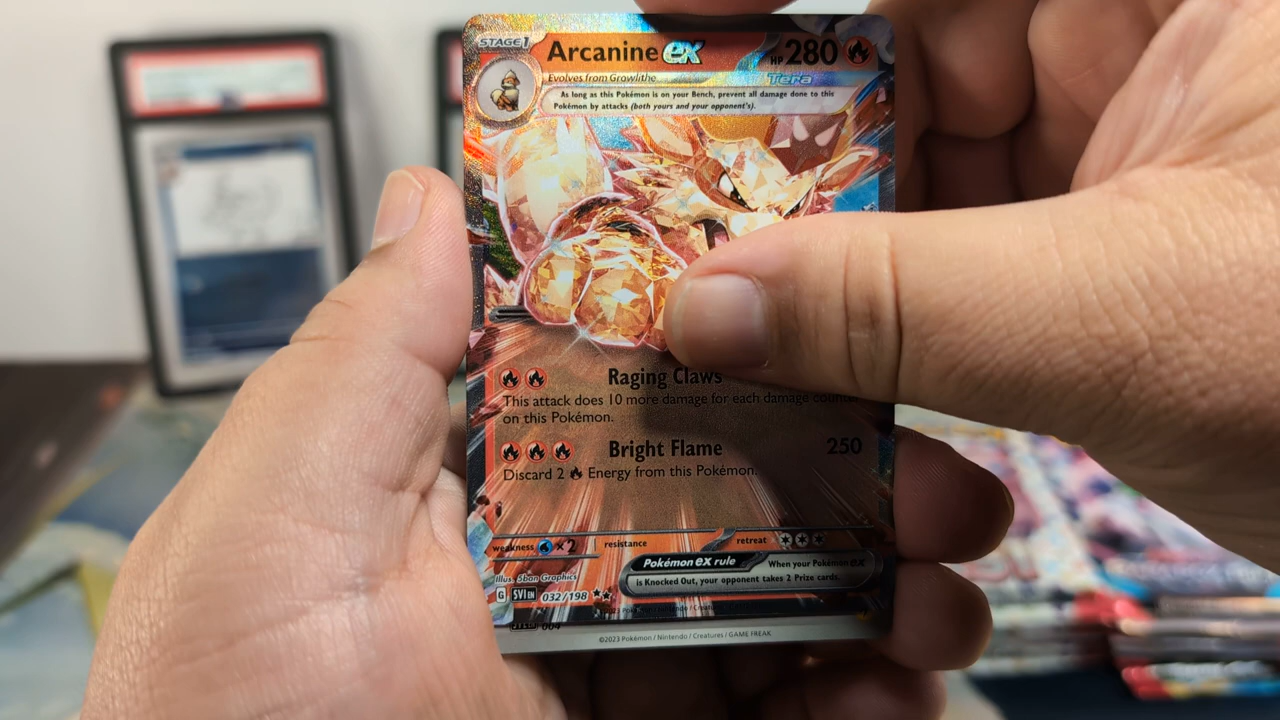 STAGE1 Arcanine ex HP 280
Evolves from Growlithe Tera
As long as this Pokémon is on your Bench, prevent all damage done to this
Pokémon by attacks (both yours and your opponent's).
Raging Claws
This attack does 10 more damage for each damage coun
on this Pokémon.
Bright Flame 250
Discard 2 Energy from this Pokémon.
weakness ×2 resistance retreat
Pokémon ex rule When your Pokémon ex
is Knocked Out, your opponent takes 2 Prize cards.
Illus. 5ban Graphics
G SVI EN 032/198
004
©2023 Pokémon / Nintendo / Creatures / GAME FREAK